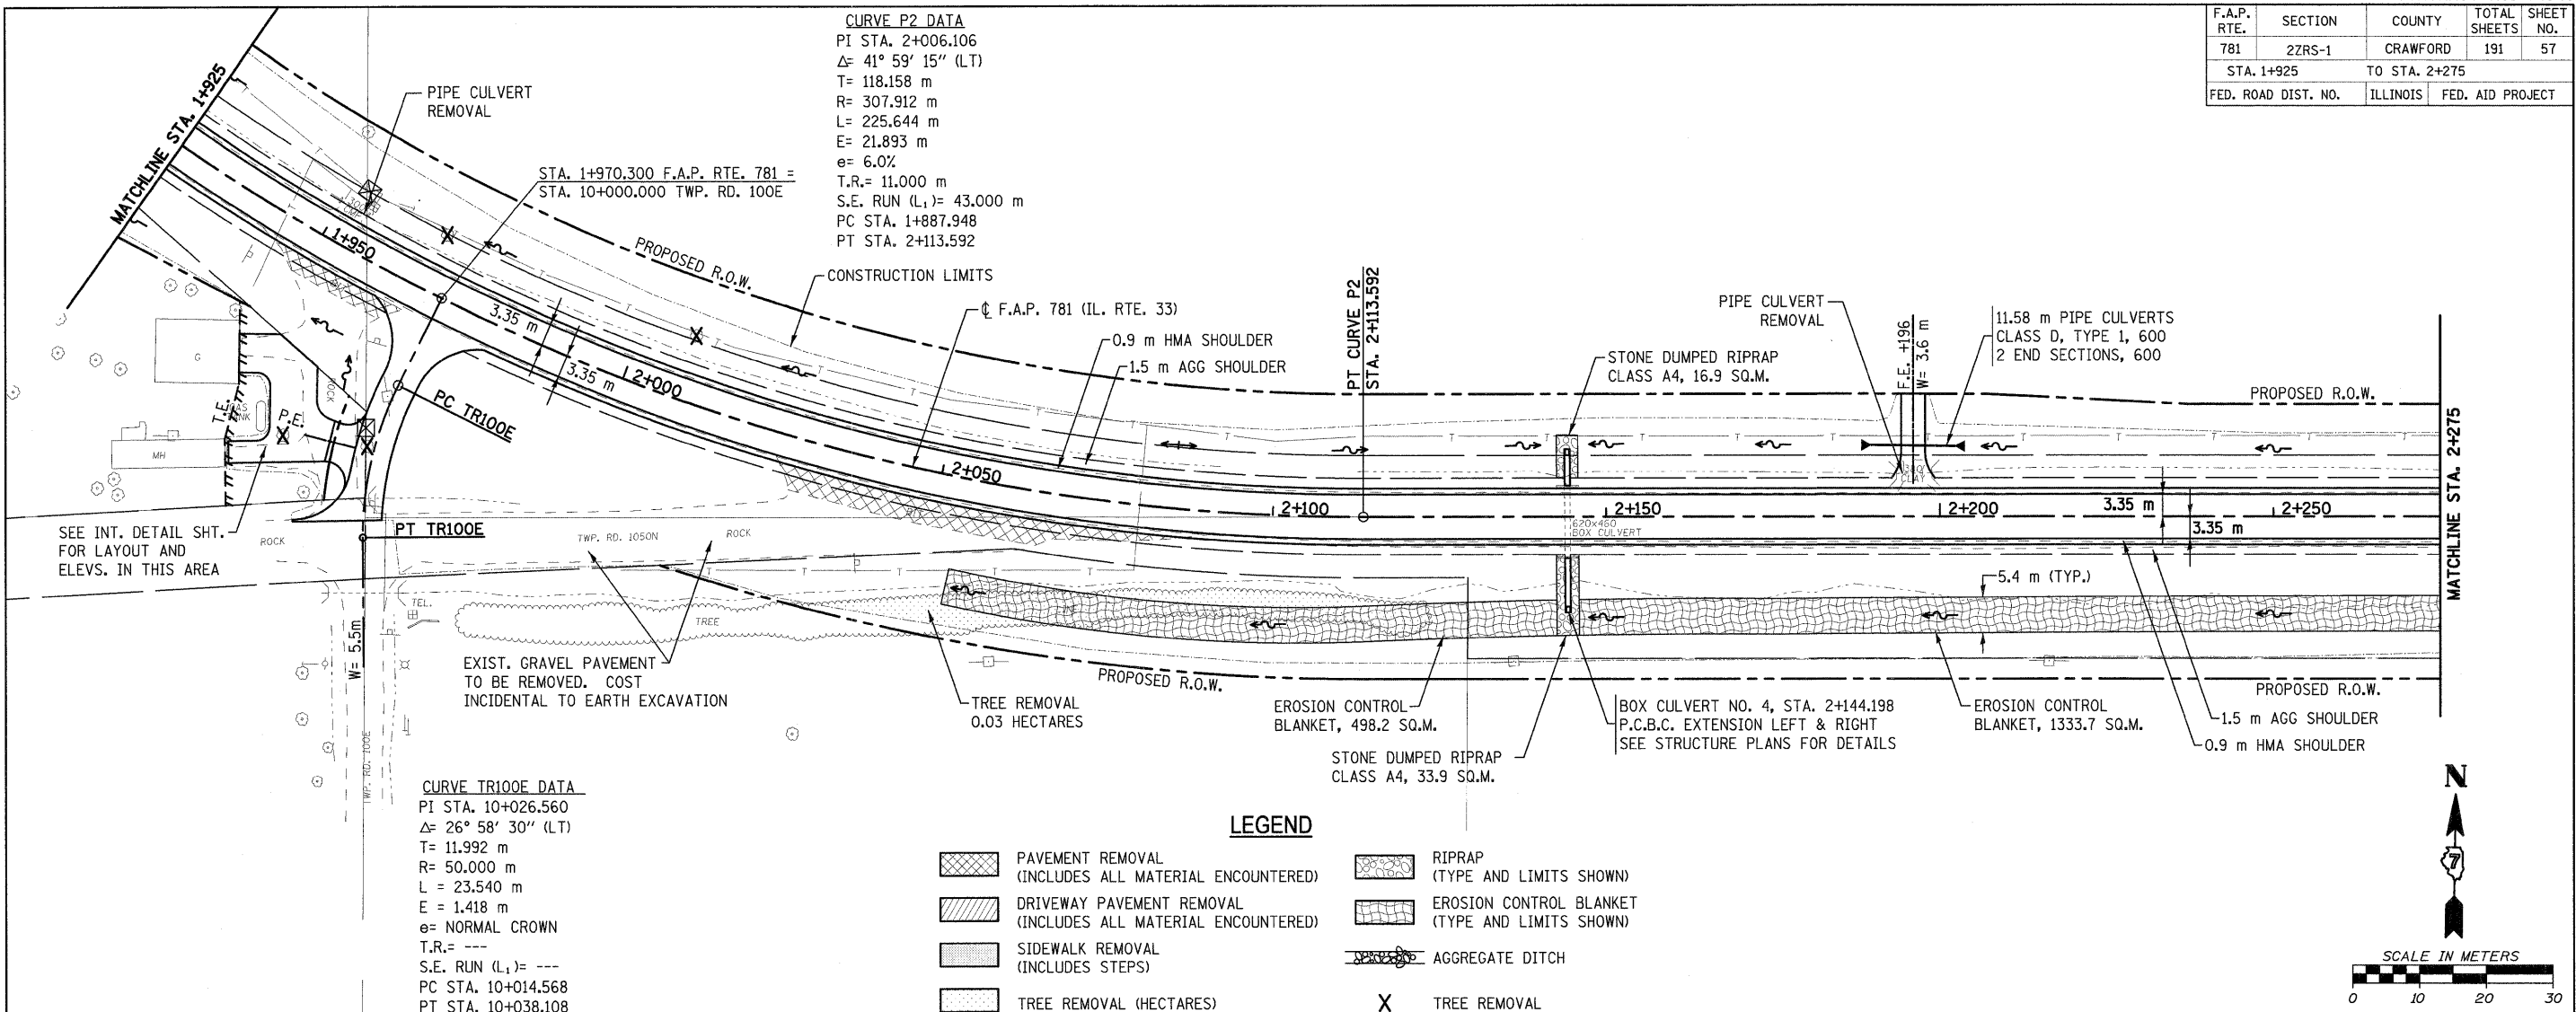 F.A.P. RTE. SECTION COUNTY TOTAL SHEETS SHEET NO.
781 2ZRS-1 CRAWFORD 191 57
STA. 1+925 TO STA. 2+275
FED. ROAD DIST. NO. ILLINOIS FED. AID PROJECT
CURVE P2 DATA
PI STA. 2+006.106
Δ= 41° 59' 15" (LT)
T= 118.158 m
R= 307.912 m
L= 225.644 m
E= 21.893 m
e= 6.0%
T.R.= 11.000 m
S.E. RUN (L₁)= 43.000 m
PC STA. 1+887.948
PT STA. 2+113.592
MATCHLINE STA. 1+925
PIPE CULVERT
REMOVAL
STA. 1+970.300 F.A.P. RTE. 781 =
STA. 10+000.000 TWP. RD. 100E
PROPOSED R.O.W.
CONSTRUCTION LIMITS
℄ F.A.P. 781 (IL. RTE. 33)
0.9 m HMA SHOULDER
1.5 m AGG SHOULDER
PT CURVE P2
STA. 2+113.592
STONE DUMPED RIPRAP
CLASS A4, 16.9 SQ.M.
PIPE CULVERT
REMOVAL
F.E. +196
W= 3.6 m
11.58 m PIPE CULVERTS
CLASS D, TYPE 1, 600
2 END SECTIONS, 600
PROPOSED R.O.W.
MATCHLINE STA. 2+275
1+950
3.35 m
3.35 m
2+000
2+050
2+100
2+150
2+200
2+250
3.35 m
3.35 m
PC TR100E
PT TR100E
G
MH
T.E.
P.E.
ROCK
SEE INT. DETAIL SHT.
FOR LAYOUT AND
ELEVS. IN THIS AREA
ROCK
TWP. RD. 1050N
ROCK
620x460
BOX CULVERT
CLAY
TEL.
TREE
W= 5.5m
TWP. RD. 100E
EXIST. GRAVEL PAVEMENT
TO BE REMOVED. COST
INCIDENTAL TO EARTH EXCAVATION
TREE REMOVAL
0.03 HECTARES
PROPOSED R.O.W.
EROSION CONTROL
BLANKET, 498.2 SQ.M.
STONE DUMPED RIPRAP
CLASS A4, 33.9 SQ.M.
BOX CULVERT NO. 4, STA. 2+144.198
P.C.B.C. EXTENSION LEFT & RIGHT
SEE STRUCTURE PLANS FOR DETAILS
5.4 m (TYP.)
EROSION CONTROL
BLANKET, 1333.7 SQ.M.
PROPOSED R.O.W.
1.5 m AGG SHOULDER
0.9 m HMA SHOULDER
CURVE TR100E DATA
PI STA. 10+026.560
Δ= 26° 58' 30" (LT)
T= 11.992 m
R= 50.000 m
L = 23.540 m
E = 1.418 m
e= NORMAL CROWN
T.R.= ---
S.E. RUN (L₁)= ---
PC STA. 10+014.568
PT STA. 10+038.108
LEGEND
PAVEMENT REMOVAL
(INCLUDES ALL MATERIAL ENCOUNTERED)
DRIVEWAY PAVEMENT REMOVAL
(INCLUDES ALL MATERIAL ENCOUNTERED)
SIDEWALK REMOVAL
(INCLUDES STEPS)
TREE REMOVAL (HECTARES)
RIPRAP
(TYPE AND LIMITS SHOWN)
EROSION CONTROL BLANKET
(TYPE AND LIMITS SHOWN)
AGGREGATE DITCH
X TREE REMOVAL
N
7
SCALE IN METERS
0 10 20 30